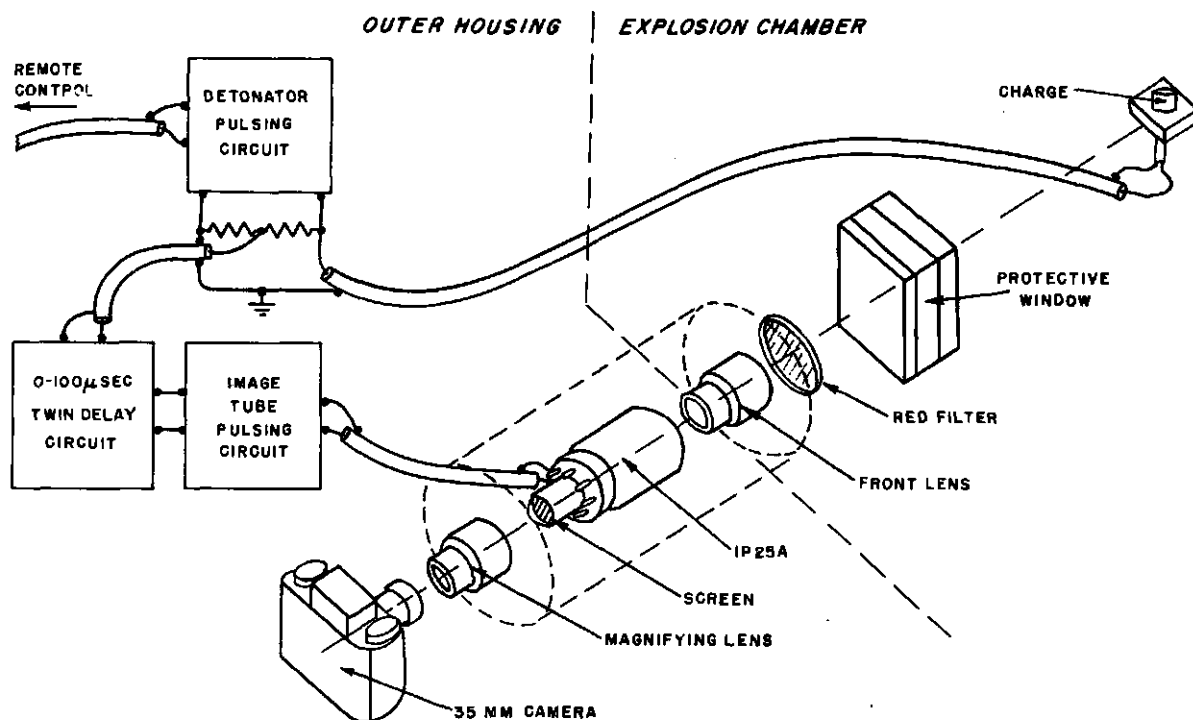 OUTER HOUSING
EXPLOSION CHAMBER
REMOTE
CONTROL
DETONATOR
PULSING
CIRCUIT
CHARGE
PROTECTIVE
WINDOW
0-100μSEC
TWIN DELAY
CIRCUIT
IMAGE
TUBE
PULSING
CIRCUIT
RED FILTER
FRONT LENS
IP25A
SCREEN
MAGNIFYING LENS
35 MM CAMERA